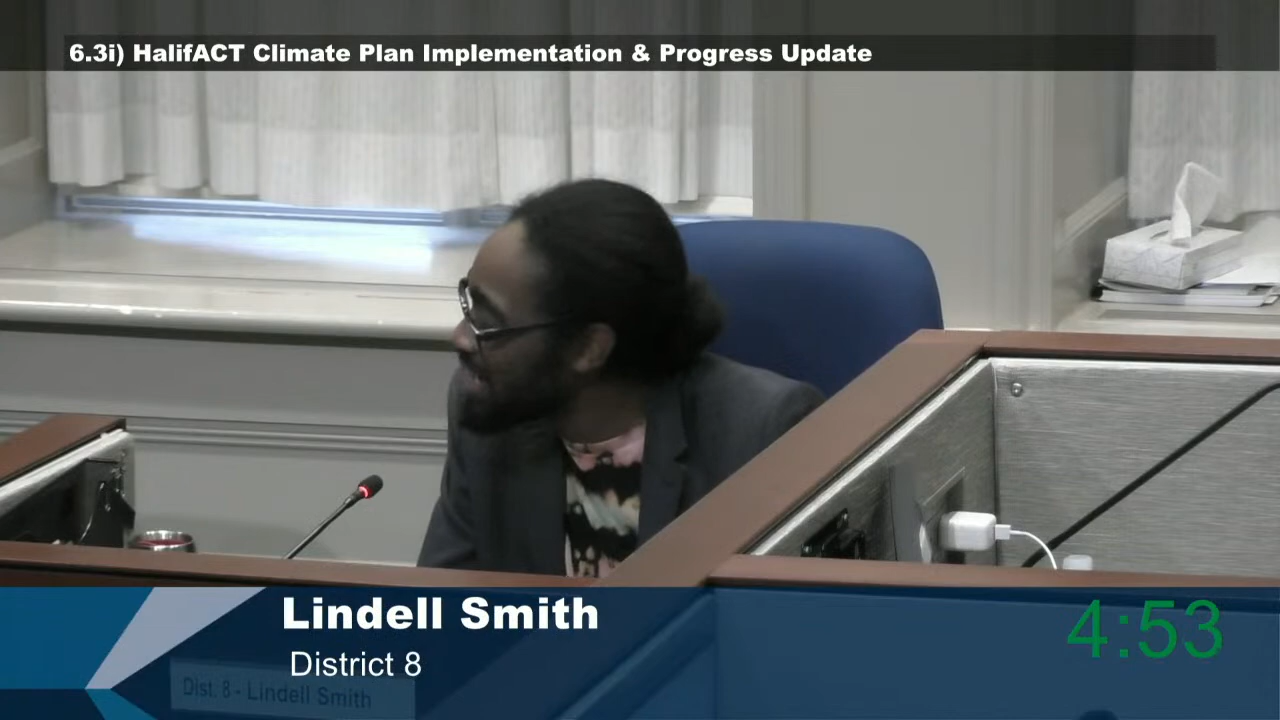 6.3i) HalifACT Climate Plan Implementation & Progress Update
Lindell Smith
District 8
4:53
Dist. 8 - Lindell Smith